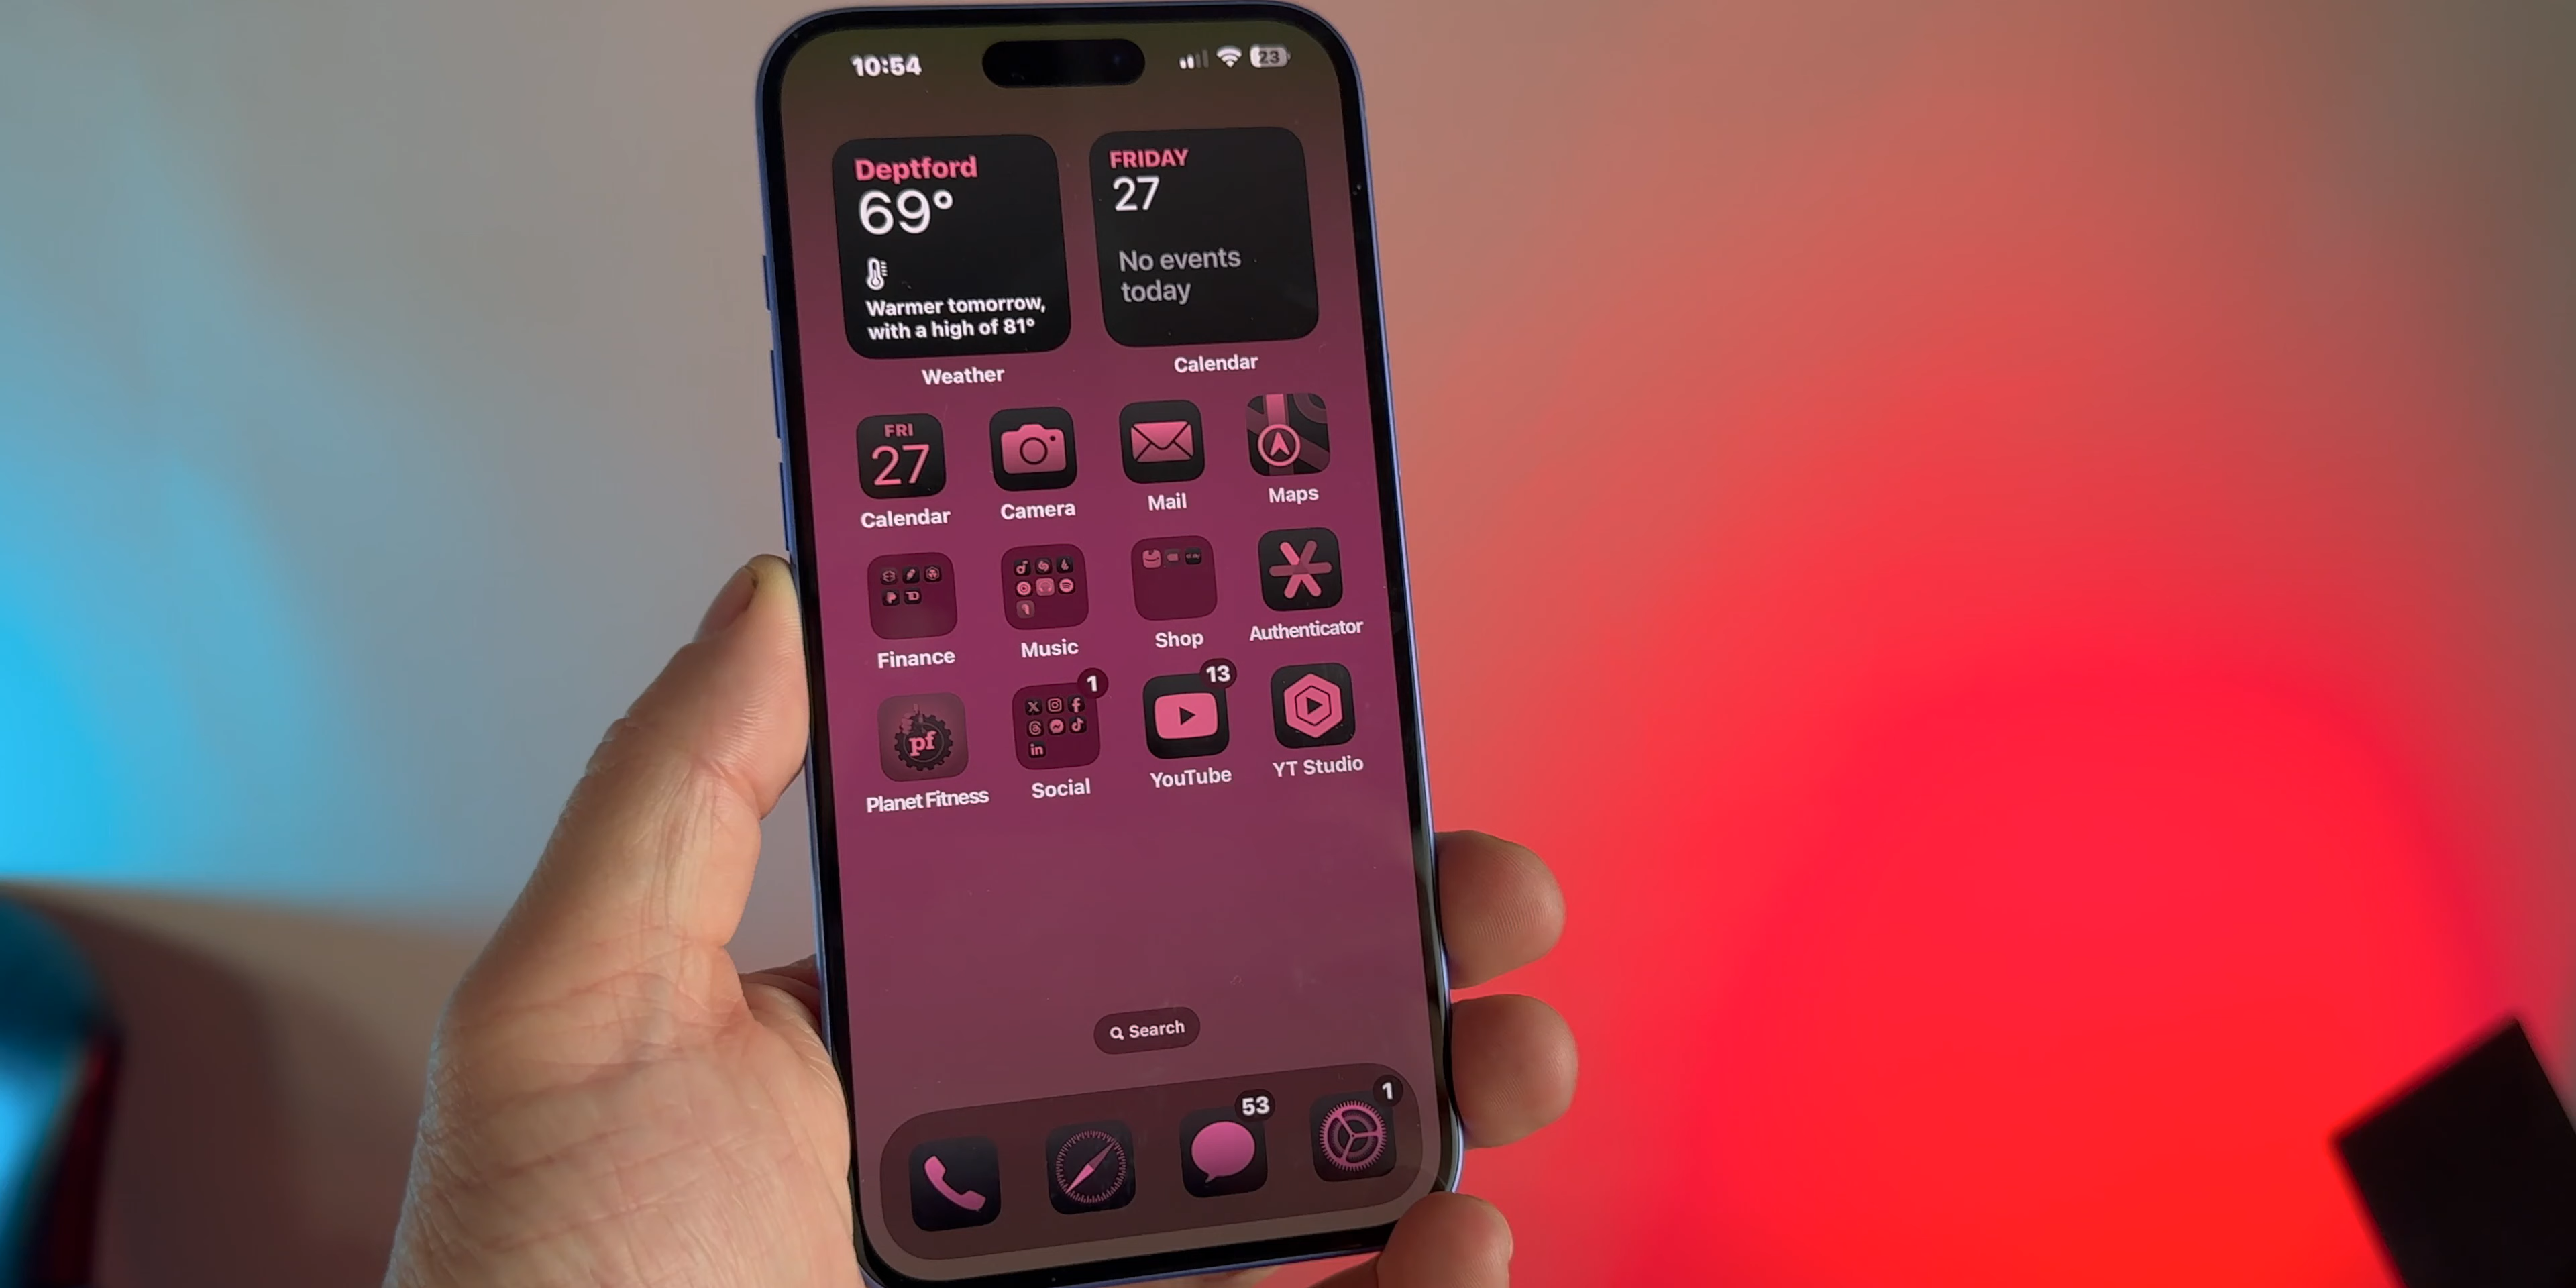 10:54
23
Deptford
69°
Warmer tomorrow,
with a high of 81°
Weather
FRIDAY
27
No events
today
Calendar
FRI
27
Calendar
Camera
Mail
Maps
Finance
Music
Shop
Authenticator
pf
Planet Fitness
1
in
Social
13
YouTube
YT Studio
Search
53
1